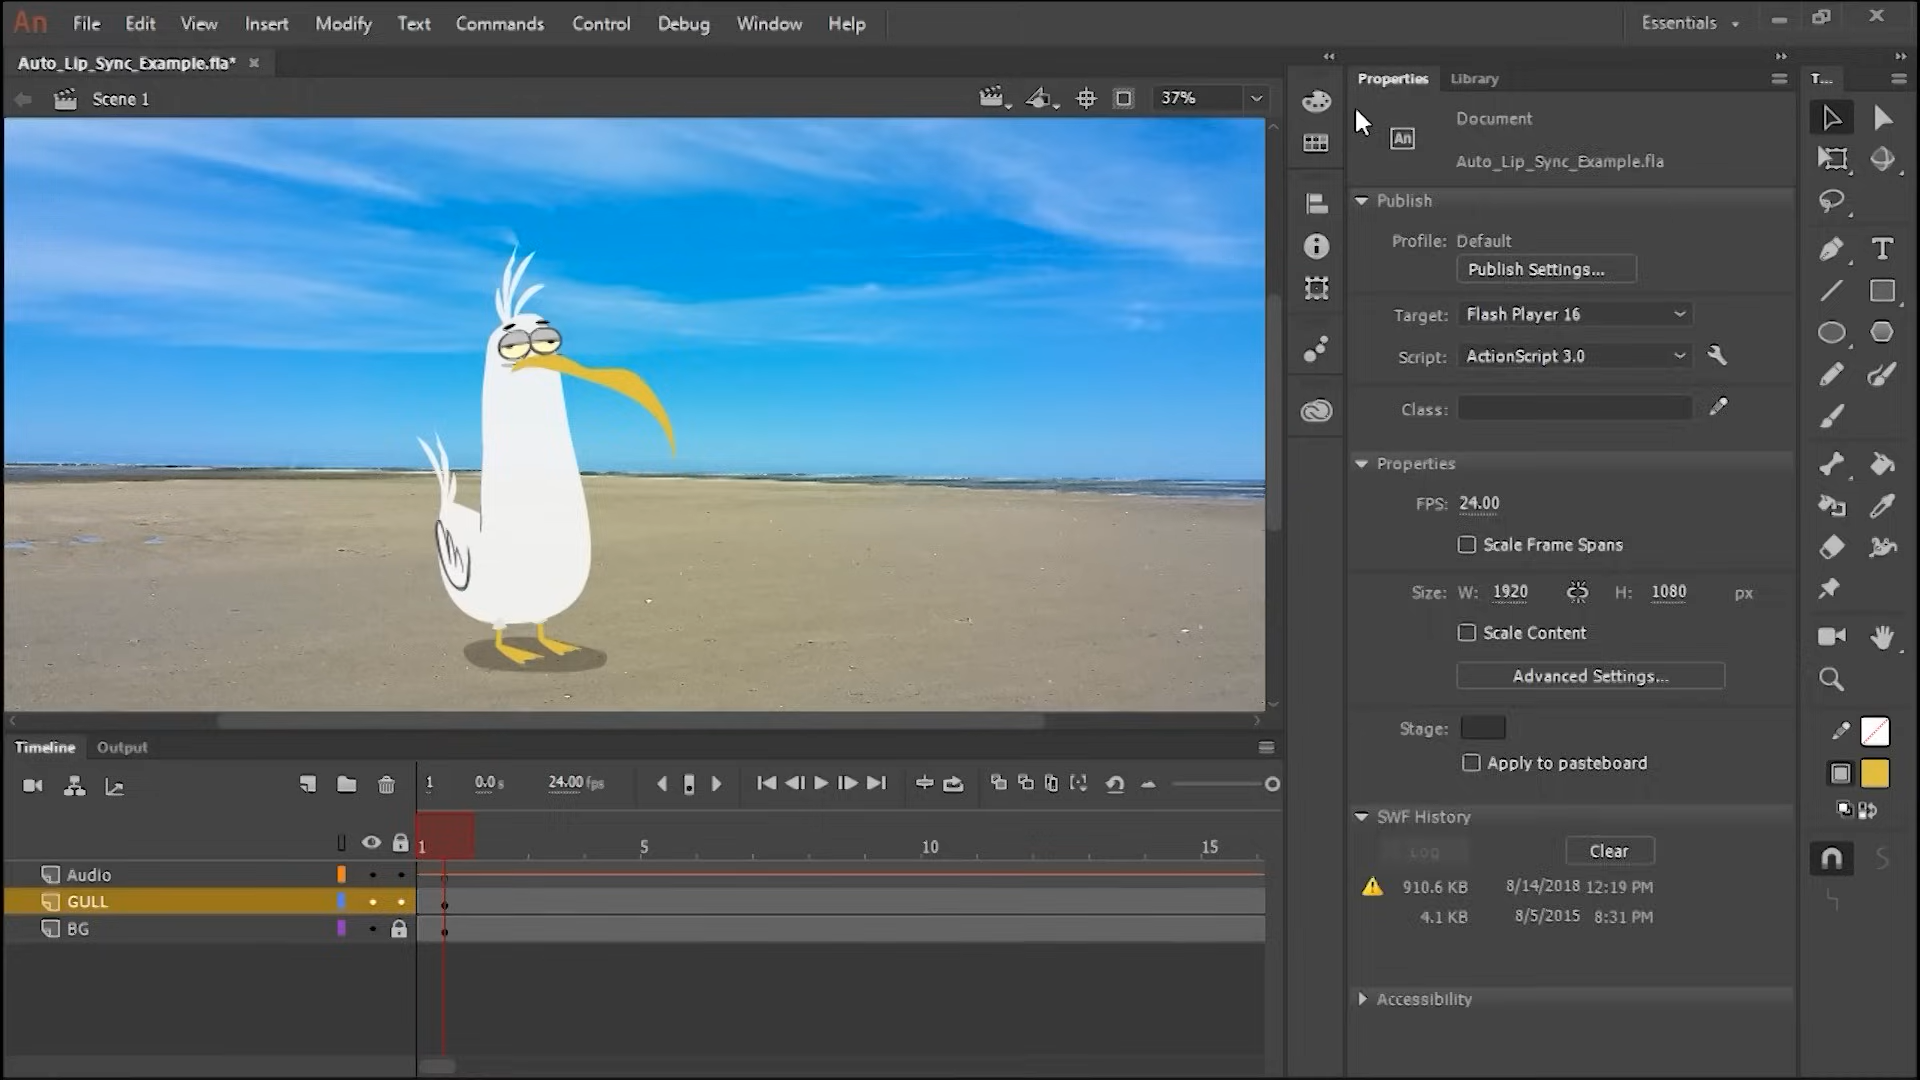 An File Edit View Insert Modify Text Commands Control Debug Window Help Essentials
Auto_Lip_Sync_Example.fla*
Scene 1 37%
Properties Library T...
Document
An
Auto_Lip_Sync_Example.fla
Publish
Profile: Default
Publish Settings...
Target: Flash Player 16
Script: ActionScript 3.0
Class:
Properties
FPS: 24.00
Scale Frame Spans
Size: W: 1920 H: 1080 px
Scale Content
Advanced Settings...
Stage:
Apply to pasteboard
SWF History
Log Clear
910.6 KB 8/14/2018 12:19 PM
4.1 KB 8/5/2015 8:31 PM
Accessibility
Timeline Output
1 0.0 s 24.00 fps
1 5 10 15
Audio
GULL
BG